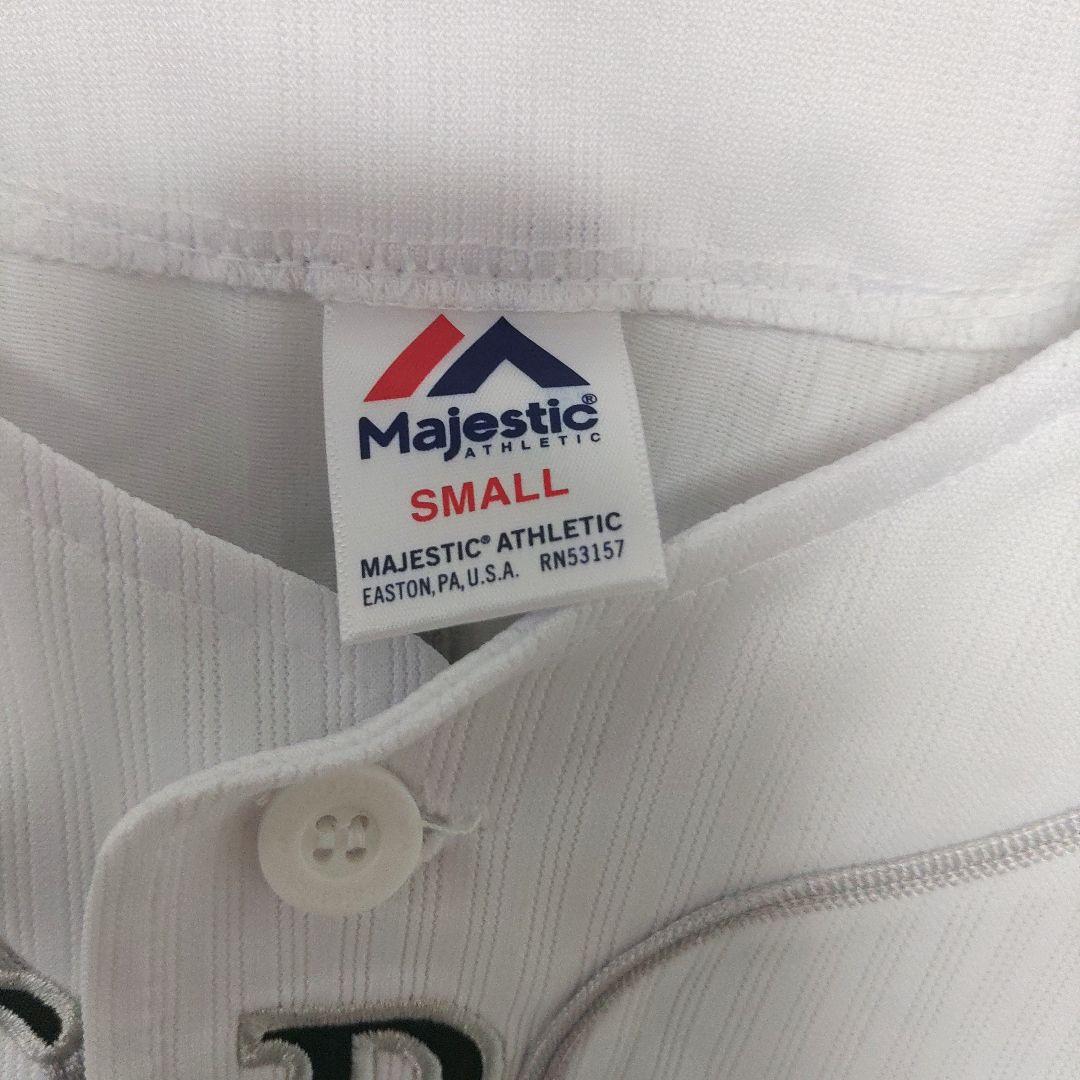 Majestic®
ATHLETIC
SMALL
MAJESTIC® ATHLETIC
EASTON, PA, U.S.A. RN53157